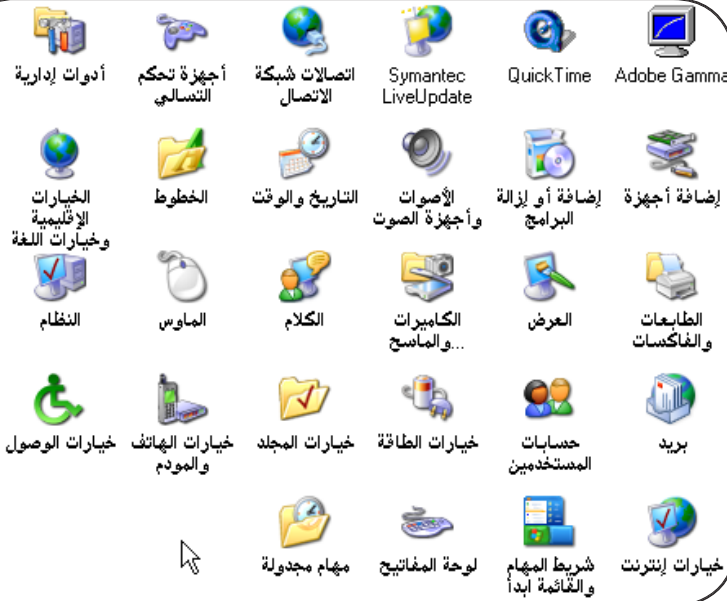 Adobe Gamma
QuickTime
Symantec
LiveUpdate
اتصالات شبكة
الاتصال
أجهزة تحكم
التسالي
أدوات إدارية
إضافة أجهزة
إضافة أو إزالة
البرامج
الأصوات
وأجهزة الصوت
التاريخ والوقت
الخطوط
الخيارات
الإقليمية
وخيارات اللغة
الطابعات
والفاكسات
العرض
الكاميرات
والماسح...
الكلام
الماوس
النظام
بريد
حسابات
المستخدمين
خيارات الطاقة
خيارات المجلد
خيارات الهاتف
والمودم
خيارات الوصول
خيارات إنترنت
شريط المهام
والقائمة ابدأ
لوحة المفاتيح
مهام مجدولة